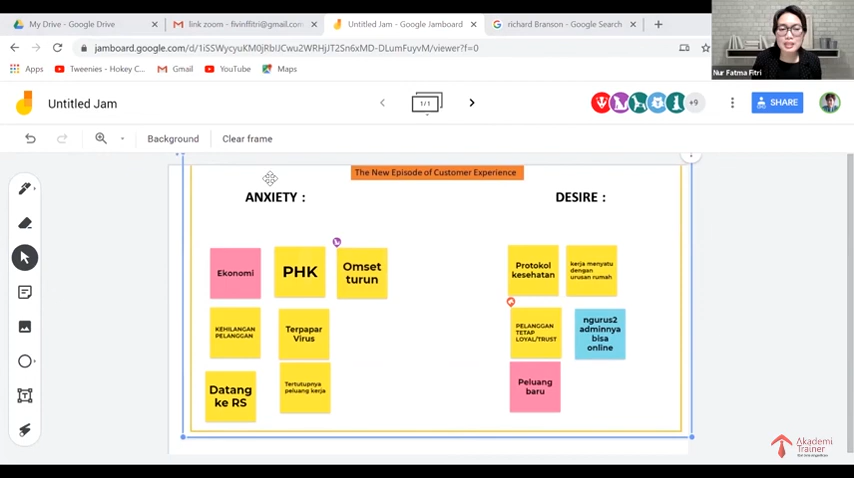 My Drive - Google Drive
link zoom - fivinffitri@gmail.com
Untitled Jam - Google Jamboard
richard Branson - Google Search
jamboard.google.com/d/1iSSWycyuKM0jRbIJCwu2WRHjJT2Sn6xMD-DLumFuyvM/viewer?f=0
Apps
Tweenies - Hokey C...
Gmail
YouTube
Maps
Nur Fatma Fitri
Untitled Jam
1/1
+9
SHARE
Background
Clear frame
The New Episode of Customer Experience
ANXIETY :
DESIRE :
Ekonomi
PHK
Omset
turun
KEHILANGAN
PELANGGAN
Terpapar
Virus
Datang
ke RS
Tertutupnya
peluang kerja
Protokol
kesehatan
kerja menyatu
dengan
urusan rumah
PELANGGAN
TETAP
LOYAL/TRUST
ngurus2
adminnya
bisa
online
Peluang
baru
Akademi
Trainer